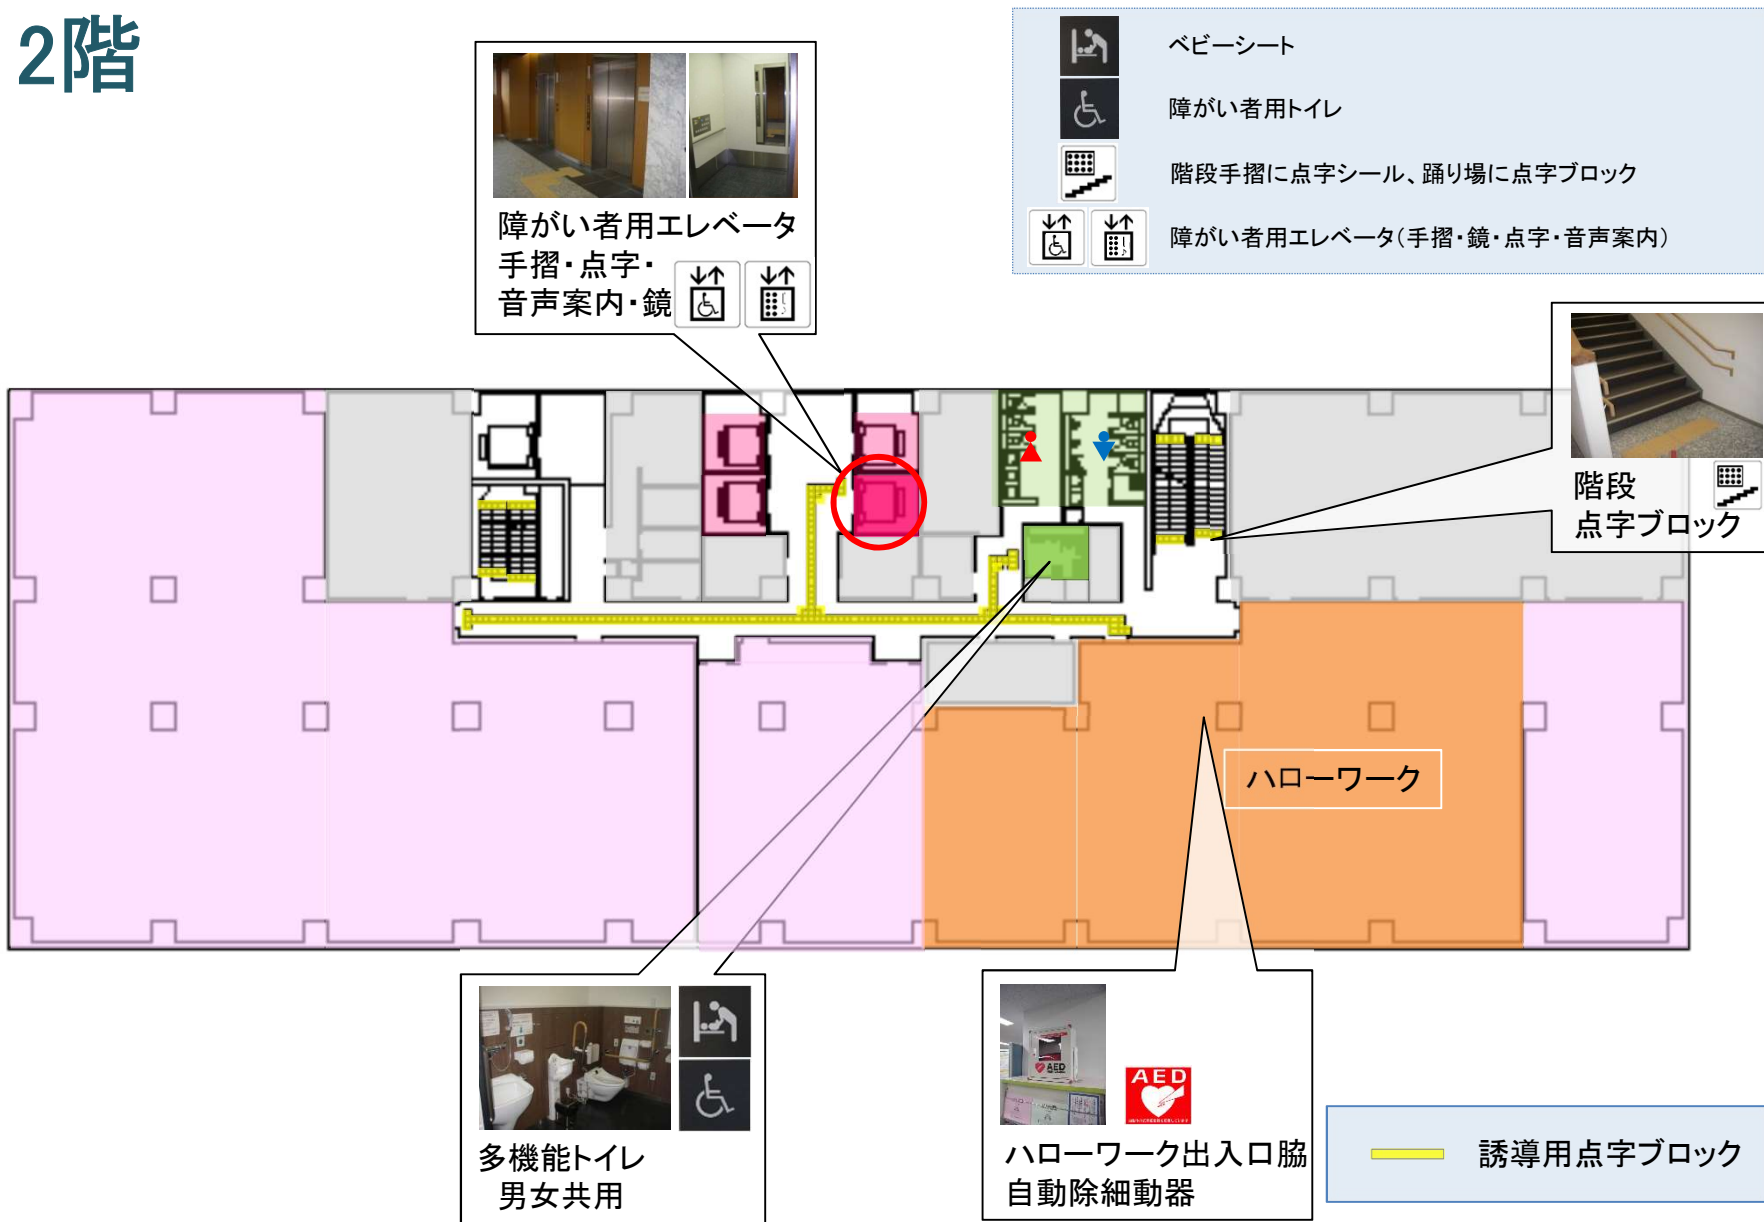 2階
ベビーシート
障がい者用トイレ
階段手摺に点字シール、踊り場に点字ブロック
障がい者用エレベータ(手摺・鏡・点字・音声案内)
障がい者用エレベータ
手摺・点字・
音声案内・鏡
階段
点字ブロック
ハローワーク
多機能トイレ
男女共用
AED
AED
ハローワーク出入口脇
自動除細動器
誘導用点字ブロック